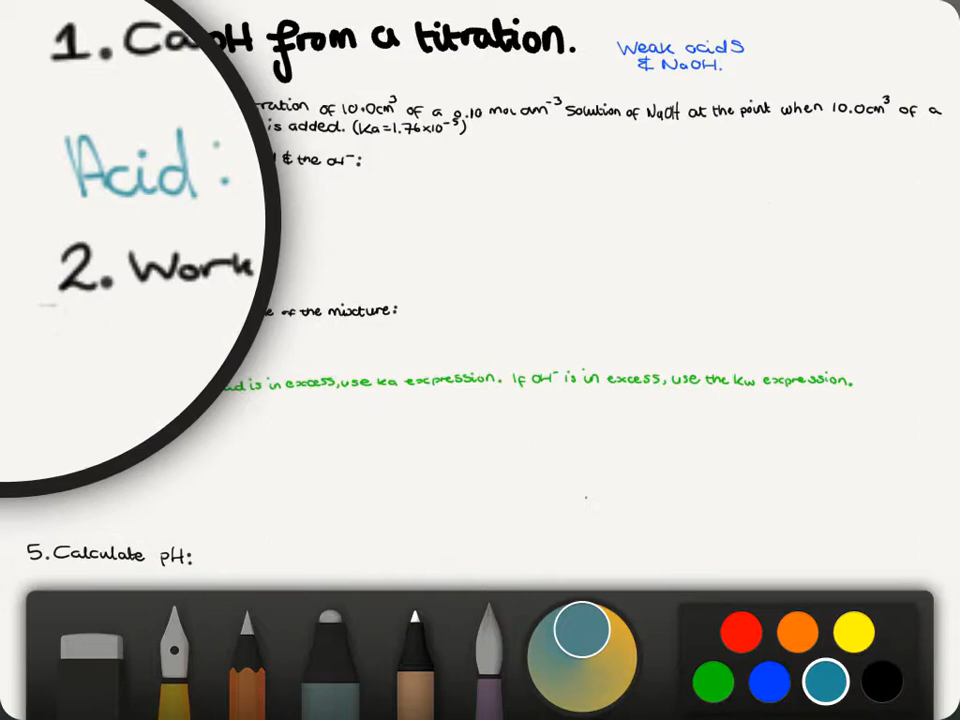 pH from a titration.
Weak acids
& NaOH.
1. Ca
ration of 10.0cm³ of a 0.10 mol dm⁻³ solution of NaOH at the point when 10.0cm³ of a
is added. (Ka=1.76x10⁻⁵)
& the OH⁻:
Acid:
2. Work
of the mixture:
is in excess, use Ka expression. If OH⁻ is in excess, use the Kw expression.
5. Calculate pH: